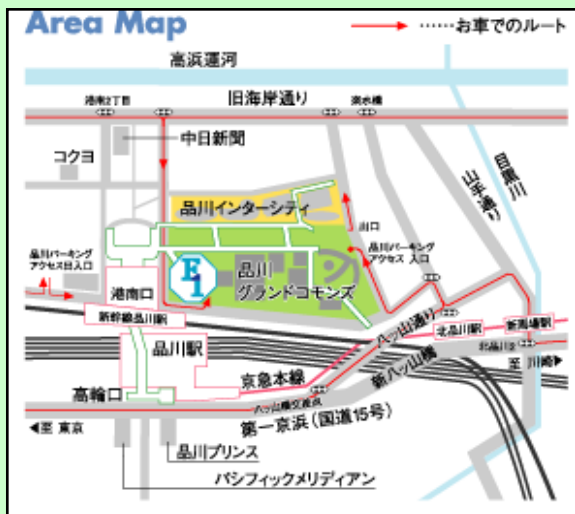 Area Map
……お車でのルート
高浜運河
港南2丁目
旧海岸通り
楽水橋
中日新聞
コクヨ
目黒川
山手通り
品川インターシティ
出口
品川パーキング
アクセス出入口
品川パーキング
アクセス 入口
E1
品川
グランドコモンズ
港南口
新幹線品川駅
八ッ山通り
北品川駅
新馬場駅
北品川2
品川駅
京急本線
新八ッ山橋
至 川崎▶
高輪口
八ッ山橋交差点
第一京浜(国道15号)
◀至 東京
品川プリンス
パシフィックメリディアン